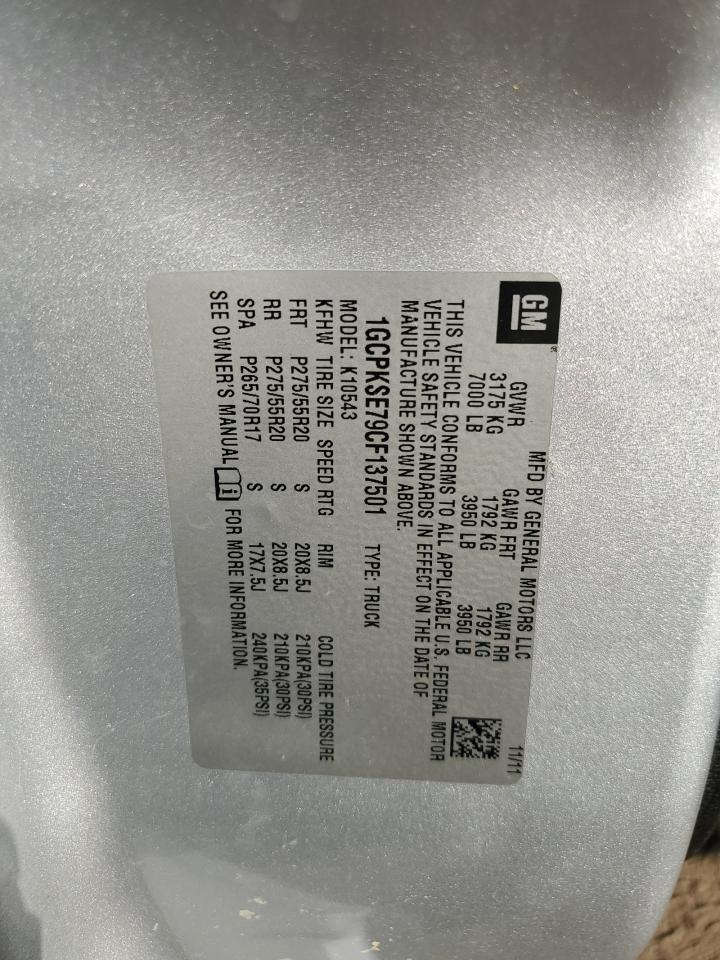 GM®
MFD BY GENERAL MOTORS LLC 11/11
GVWR GAWR FRT GAWR RR
3175 KG 1792 KG 1792 KG
7000 LB 3950 LB 3950 LB
THIS VEHICLE CONFORMS TO ALL APPLICABLE U.S. FEDERAL MOTOR
VEHICLE SAFETY STANDARDS IN EFFECT ON THE DATE OF
MANUFACTURE SHOWN ABOVE.
1GCPKSE79CF137501 TYPE: TRUCK
MODEL: K10543
KFHW TIRE SIZE SPEED RTG RIM COLD TIRE PRESSURE
FRT P275/55R20 S 20X8.5J 210KPA(30PSI)
RR P275/55R20 S 20X8.5J 210KPA(30PSI)
SPA P265/70R17 S 17X7.5J 240KPA(35PSI)
SEE OWNER'S MANUAL i FOR MORE INFORMATION.